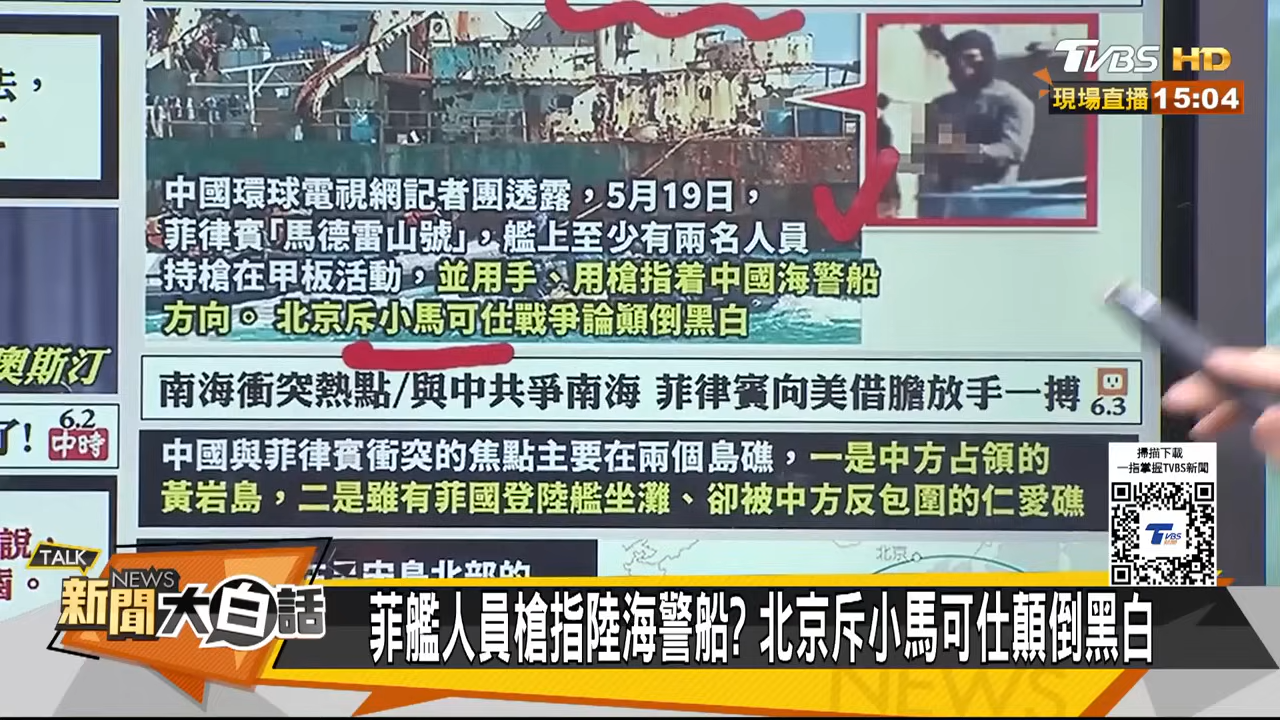 TVBS HD
現場直播 15:04
中國環球電視網記者團透露，5月19日，
菲律賓「馬德雷山號」，艦上至少有兩名人員
持槍在甲板活動，並用手、用槍指着中國海警船
方向。北京斥小馬可仕戰爭論顛倒黑白
奧斯汀
南海衝突熱點/與中共爭南海 菲律賓向美借膽放手一搏 6.3
了! 6.2
中時
中國與菲律賓衝突的焦點主要在兩個島礁，一是中方占領的
黃岩島，二是雖有菲國登陸艦坐灘、卻被中方反包圍的仁愛礁
掃描下載
一指掌握TVBS新聞
TVBS
說，
北京
島北部的
TALK
NEWS
新聞大白話
菲艦人員槍指陸海警船? 北京斥小馬可仕顛倒黑白
NEWS